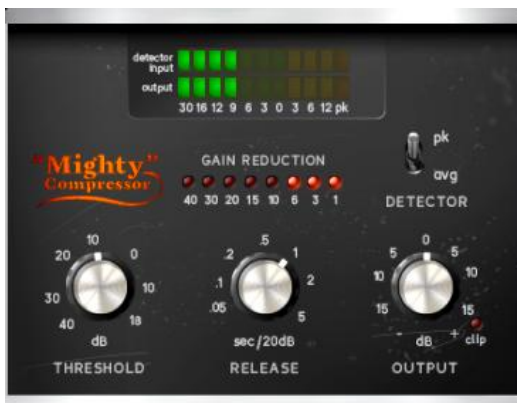 detector
input
output
30 16 12 9 6 3 0 3 6 12 pk
"Mighty"
Compressor
GAIN REDUCTION
40 30 20 15 10 6 3 1
pk
avg
DETECTOR
10
20 0
30 10
40 18
dB
THRESHOLD
.5
.2 1
.1 2
.05 5
sec/20dB
RELEASE
0
5 5
10 10
15 15
- dB + clip
OUTPUT